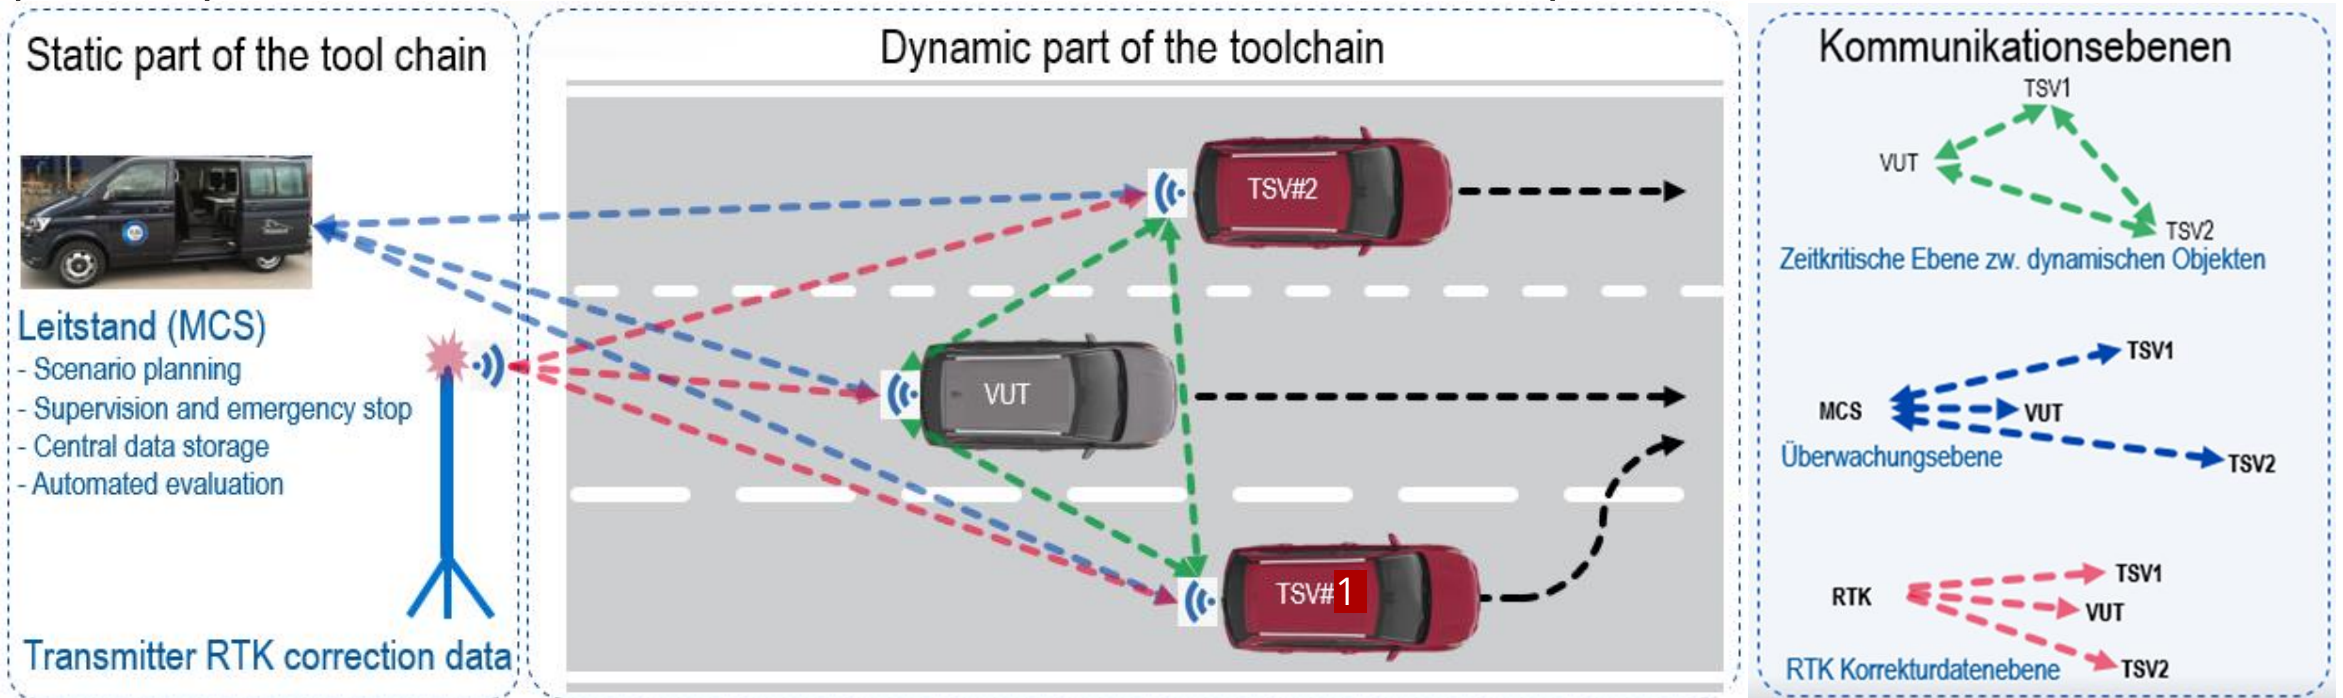 Static part of the tool chain
Leitstand (MCS)
- Scenario planning
- Supervision and emergency stop
- Central data storage
- Automated evaluation
Transmitter RTK correction data
Dynamic part of the toolchain
TSV#2
VUT
TSV#1
Kommunikationsebenen
TSV1
VUT
TSV2
Zeitkritische Ebene zw. dynamischen Objekten
TSV1
MCS
VUT
Überwachungsebene
TSV2
TSV1
RTK
VUT
RTK Korrekturdatenebene
TSV2